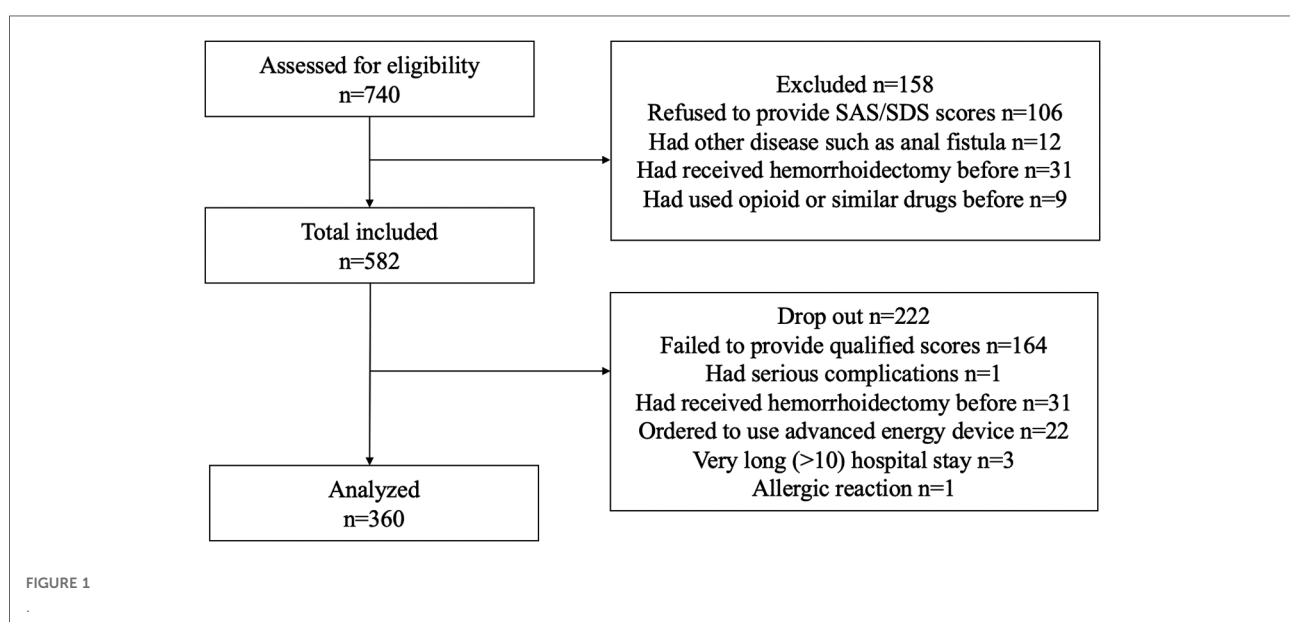 Assessed for eligibility
n=740
Excluded n=158
Refused to provide SAS/SDS scores n=106
Had other disease such as anal fistula n=12
Had received hemorrhoidectomy before n=31
Had used opioid or similar drugs before n=9
Total included
n=582
Drop out n=222
Failed to provide qualified scores n=164
Had serious complications n=1
Had received hemorrhoidectomy before n=31
Ordered to use advanced energy device n=22
Very long (>10) hospital stay n=3
Allergic reaction n=1
Analyzed
n=360
FIGURE 1
.